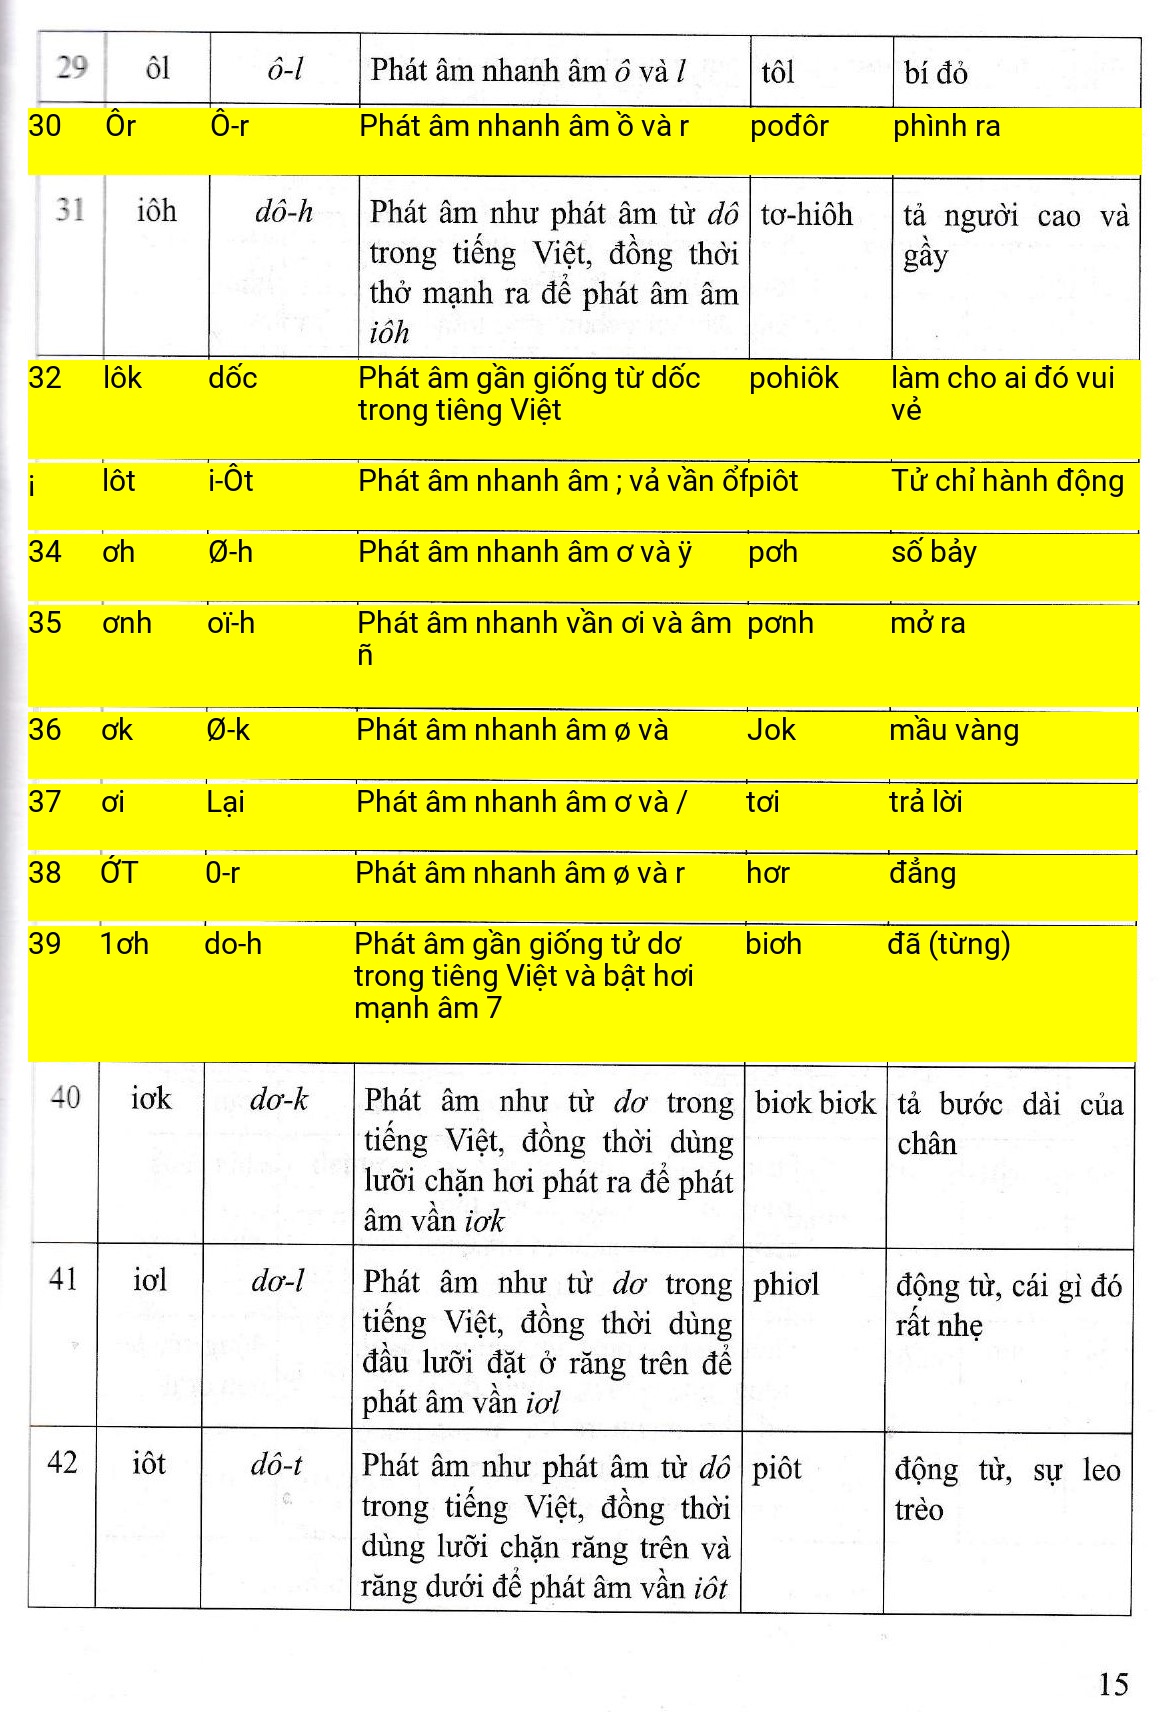 29 ôl ô-l Phát âm nhanh âm ô và l tôl bí đỏ
30 Ôr Ô-r Phát âm nhanh âm ồ và r pođôr phình ra
31 iôh dô-h Phát âm như phát âm từ dô tơ-hiôh tả người cao và
trong tiếng Việt, đồng thời gầy
thở mạnh ra để phát âm âm
iôh
32 lôk dốc Phát âm gần giống từ dốc pohiôk làm cho ai đó vui
trong tiêng Việt vẻ
i lôt i-Ôt Phát âm nhanh âm ; vả vần ổfpiôt Tử chỉ hành động
34 ơh Ø-h Phát âm nhanh âm ơ và ÿ pơh số bảy
35 ơnh oï-h Phát âm nhanh vần ơi và âm pơnh mở ra
ñ
36 ơk Ø-k Phát âm nhanh âm ø và Jok mầu vàng
37 ơi Lại Phát âm nhanh âm ơ và / tơi trả lời
38 ỚT 0-r Phát âm nhanh âm ø và r hơr đẳng
39 1ơh do-h Phát âm gần giống tử dơ biơh đã (từng)
trong tiêng Việt và bật hơi
mạnh âm 7
40 iơk dơ-k Phát âm như từ dơ trong biơk biơk tả bước dài của
tiếng Việt, đồng thời dùng chân
lưỡi chặn hơi phát ra để phát
âm vần iơk
41 iơl dơ-l Phát âm như từ dơ trong phiơl động từ, cái gì đó
tiếng Việt, đồng thời dùng rất nhẹ
đầu lưỡi đặt ở răng trên để
phát âm vần iơl
42 iôt dô-t Phát âm như phát âm từ dô piôt động từ, sự leo
trong tiếng Việt, đồng thời trèo
dùng lưỡi chặn răng trên và
răng dưới để phát âm vần iôt
15